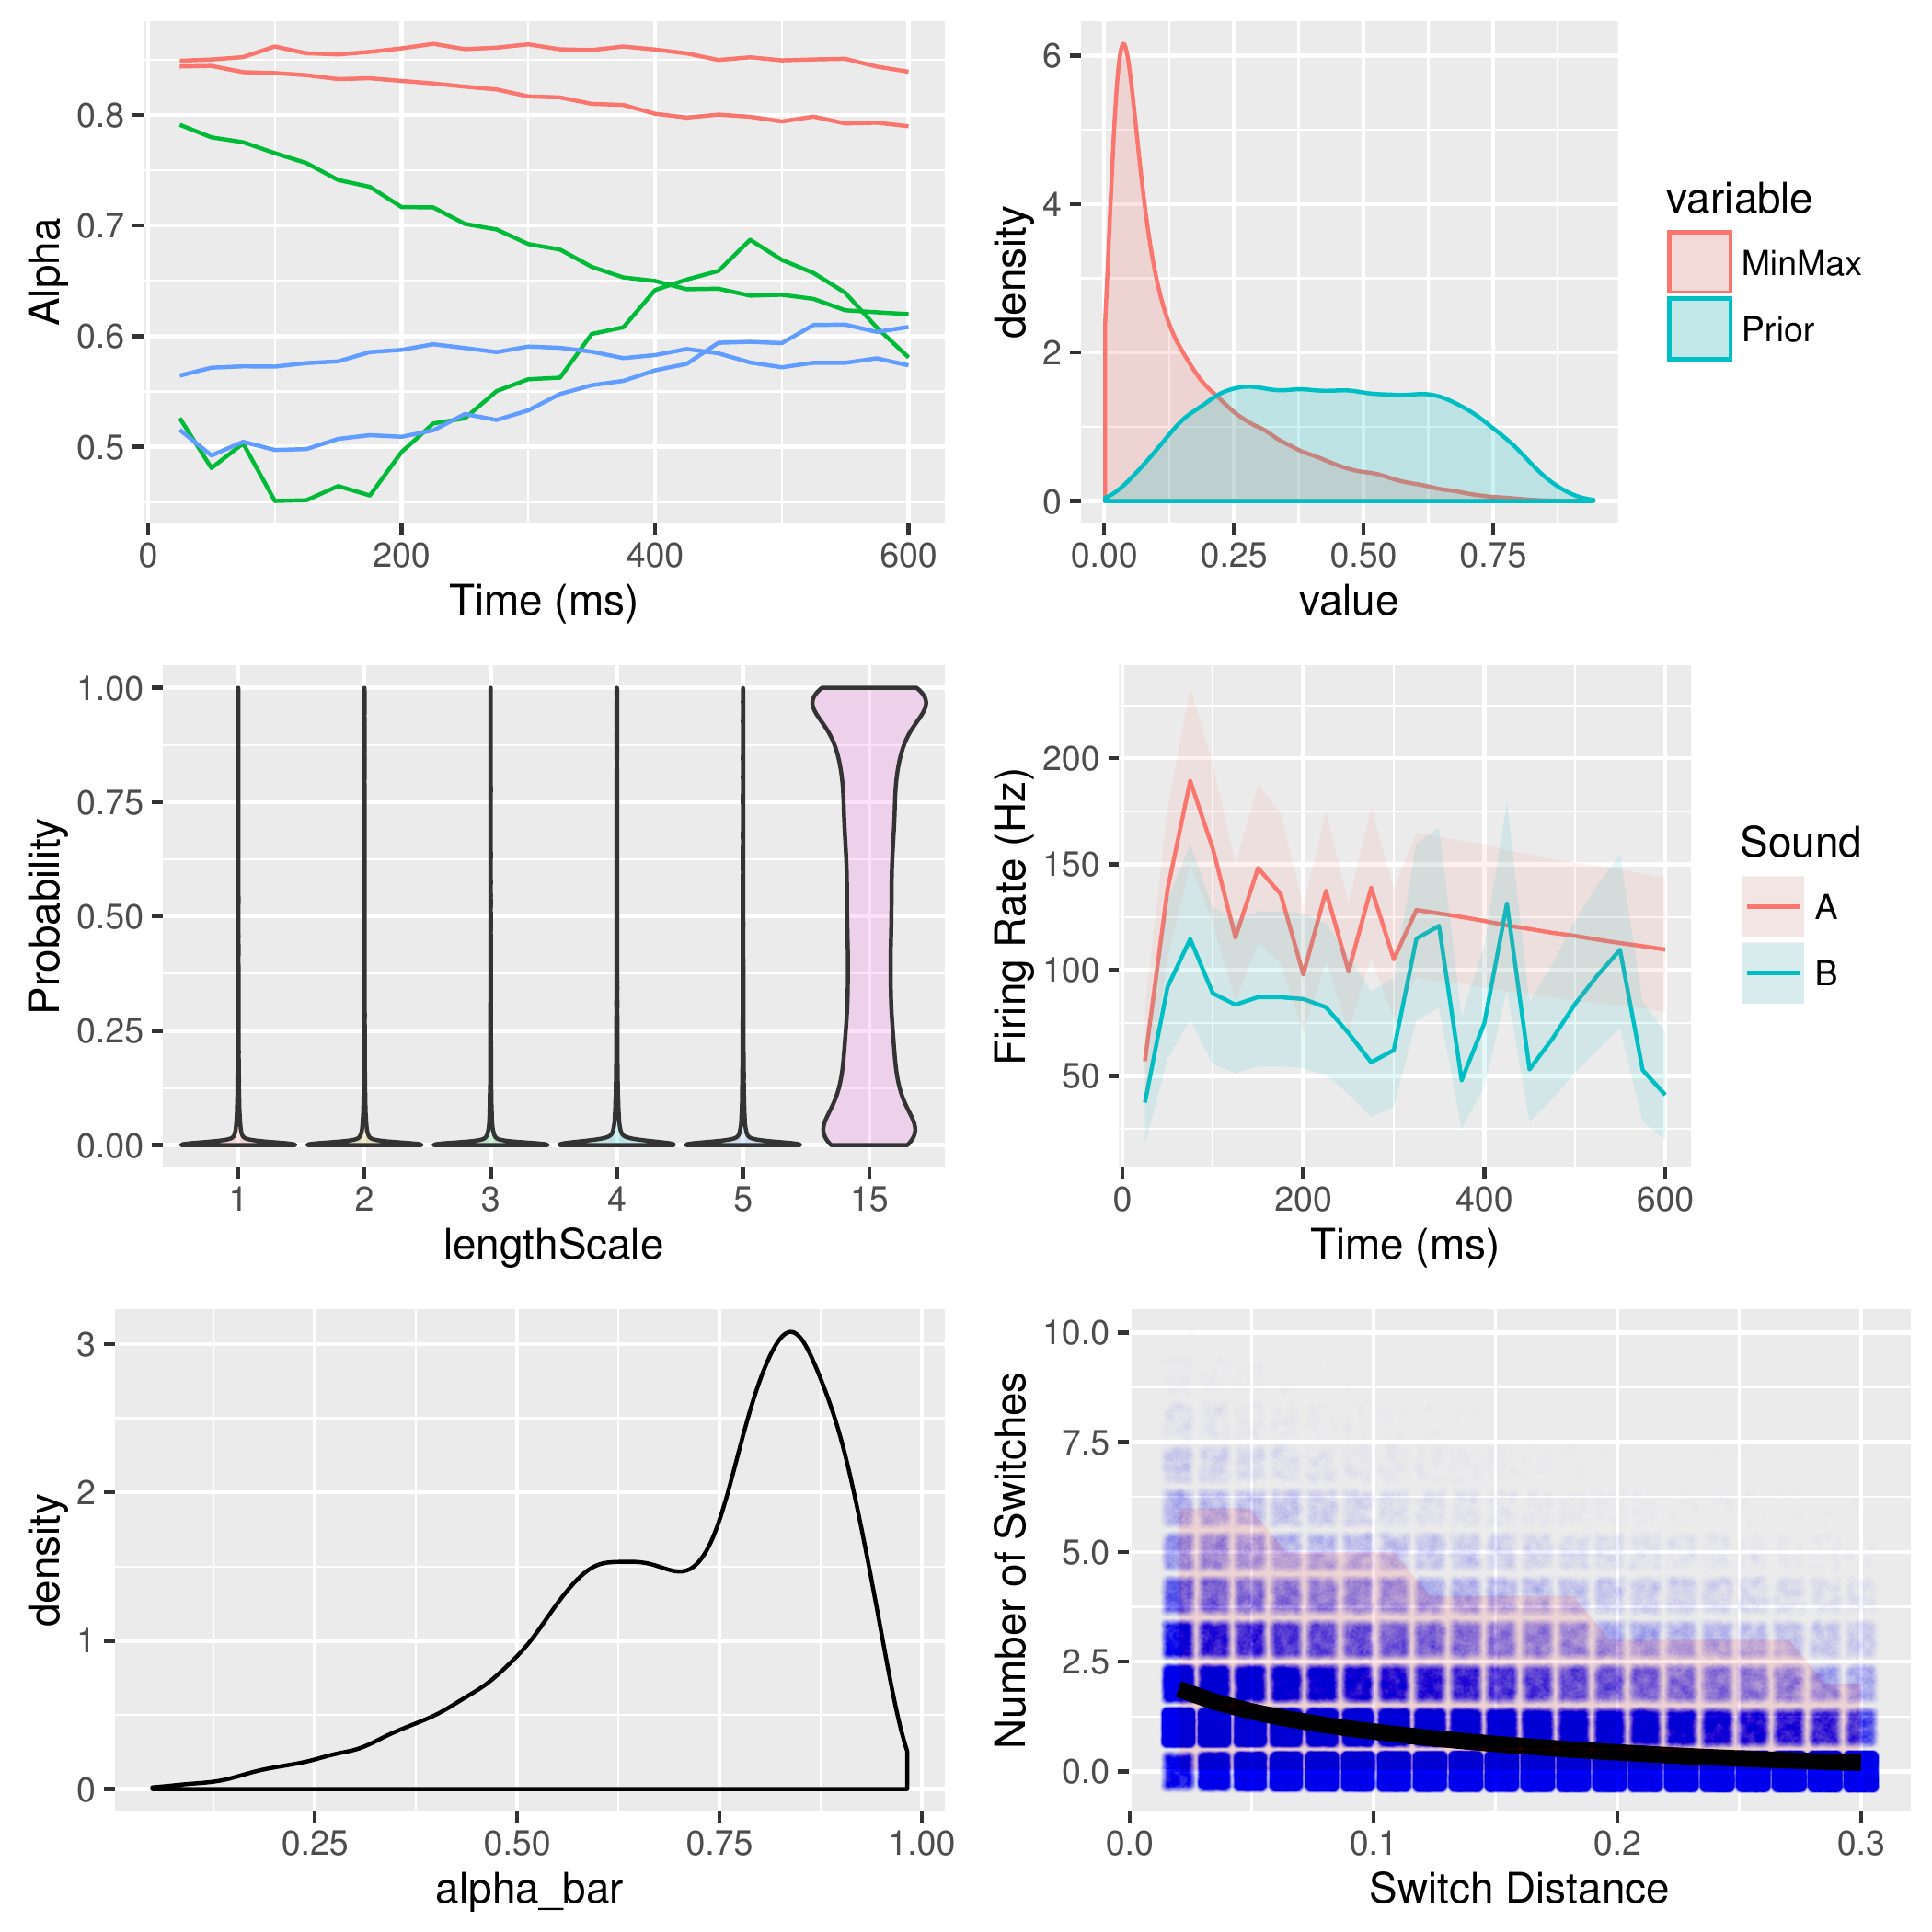 Alpha
0.8
0.7
0.6
0.5
0
200
400
600
Time (ms)
density
6
4
2
0
0.00
0.25
0.50
0.75
value
variable
MinMax
Prior
Probability
1.00
0.75
0.50
0.25
0.00
1
2
3
4
5
15
lengthScale
Firing Rate (Hz)
200
150
100
50
0
200
400
600
Time (ms)
Sound
A
B
density
3
2
1
0
0.25
0.50
0.75
1.00
alpha_bar
Number of Switches
10.0
7.5
5.0
2.5
0.0
0.0
0.1
0.2
0.3
Switch Distance